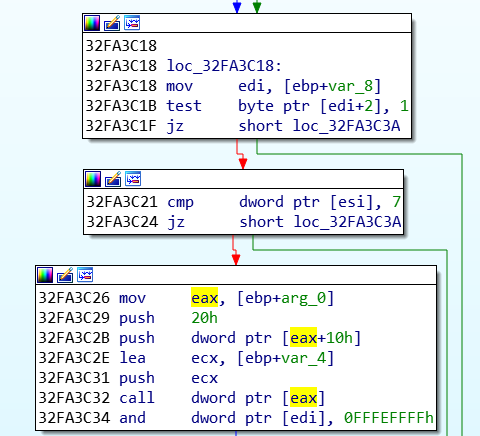 32FA3C18
32FA3C18 loc_32FA3C18:
32FA3C18 mov edi, [ebp+var_8]
32FA3C1B test byte ptr [edi+2], 1
32FA3C1F jz short loc_32FA3C3A
32FA3C21 cmp dword ptr [esi], 7
32FA3C24 jz short loc_32FA3C3A
32FA3C26 mov eax, [ebp+arg_0]
32FA3C29 push 20h
32FA3C2B push dword ptr [eax+10h]
32FA3C2E lea ecx, [ebp+var_4]
32FA3C31 push ecx
32FA3C32 call dword ptr [eax]
32FA3C34 and dword ptr [edi], 0FFFEFFFFh